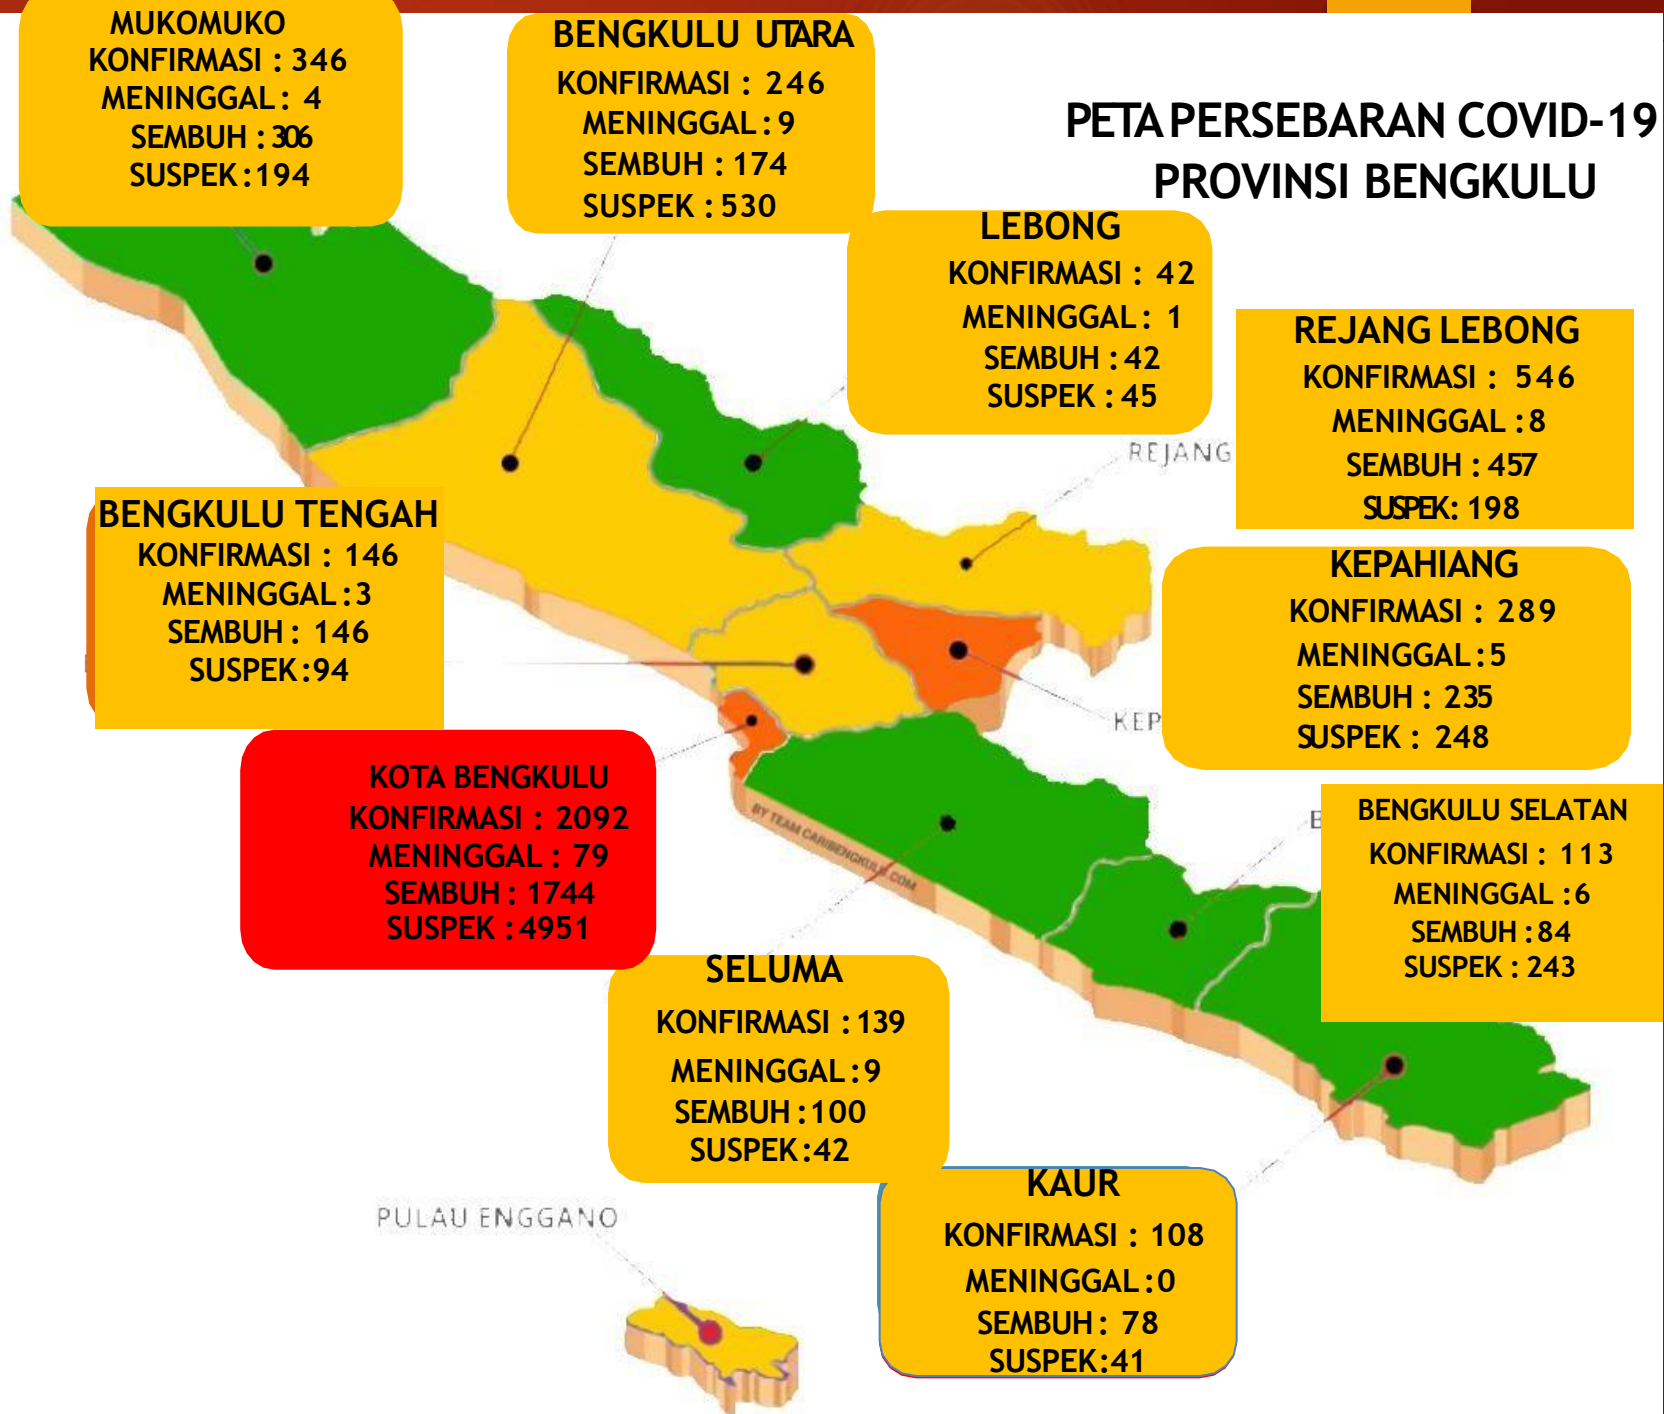 MUKOMUKO
KONFIRMASI : 346
MENINGGAL : 4
SEMBUH : 306
SUSPEK : 194
BENGKULU UTARA
KONFIRMASI : 246
MENINGGAL : 9
SEMBUH : 174
SUSPEK : 530
PETA PERSEBARAN COVID-19
PROVINSI BENGKULU
LEBONG
KONFIRMASI : 42
MENINGGAL : 1
SEMBUH : 42
SUSPEK : 45
REJANG LEBONG
KONFIRMASI : 546
MENINGGAL : 8
SEMBUH : 457
SUSPEK : 198
REJANG
BENGKULU TENGAH
KONFIRMASI : 146
MENINGGAL : 3
SEMBUH : 146
SUSPEK : 94
KEPAHIANG
KONFIRMASI : 289
MENINGGAL : 5
SEMBUH : 235
SUSPEK : 248
KEP
KOTA BENGKULU
KONFIRMASI : 2092
MENINGGAL : 79
SEMBUH : 1744
SUSPEK : 4951
BY TEAM CARIBENGKULU.COM
B
BENGKULU SELATAN
KONFIRMASI : 113
MENINGGAL : 6
SEMBUH : 84
SUSPEK : 243
SELUMA
KONFIRMASI : 139
MENINGGAL : 9
SEMBUH : 100
SUSPEK : 42
KAUR
KONFIRMASI : 108
MENINGGAL : 0
SEMBUH : 78
SUSPEK : 41
PULAU ENGGANO